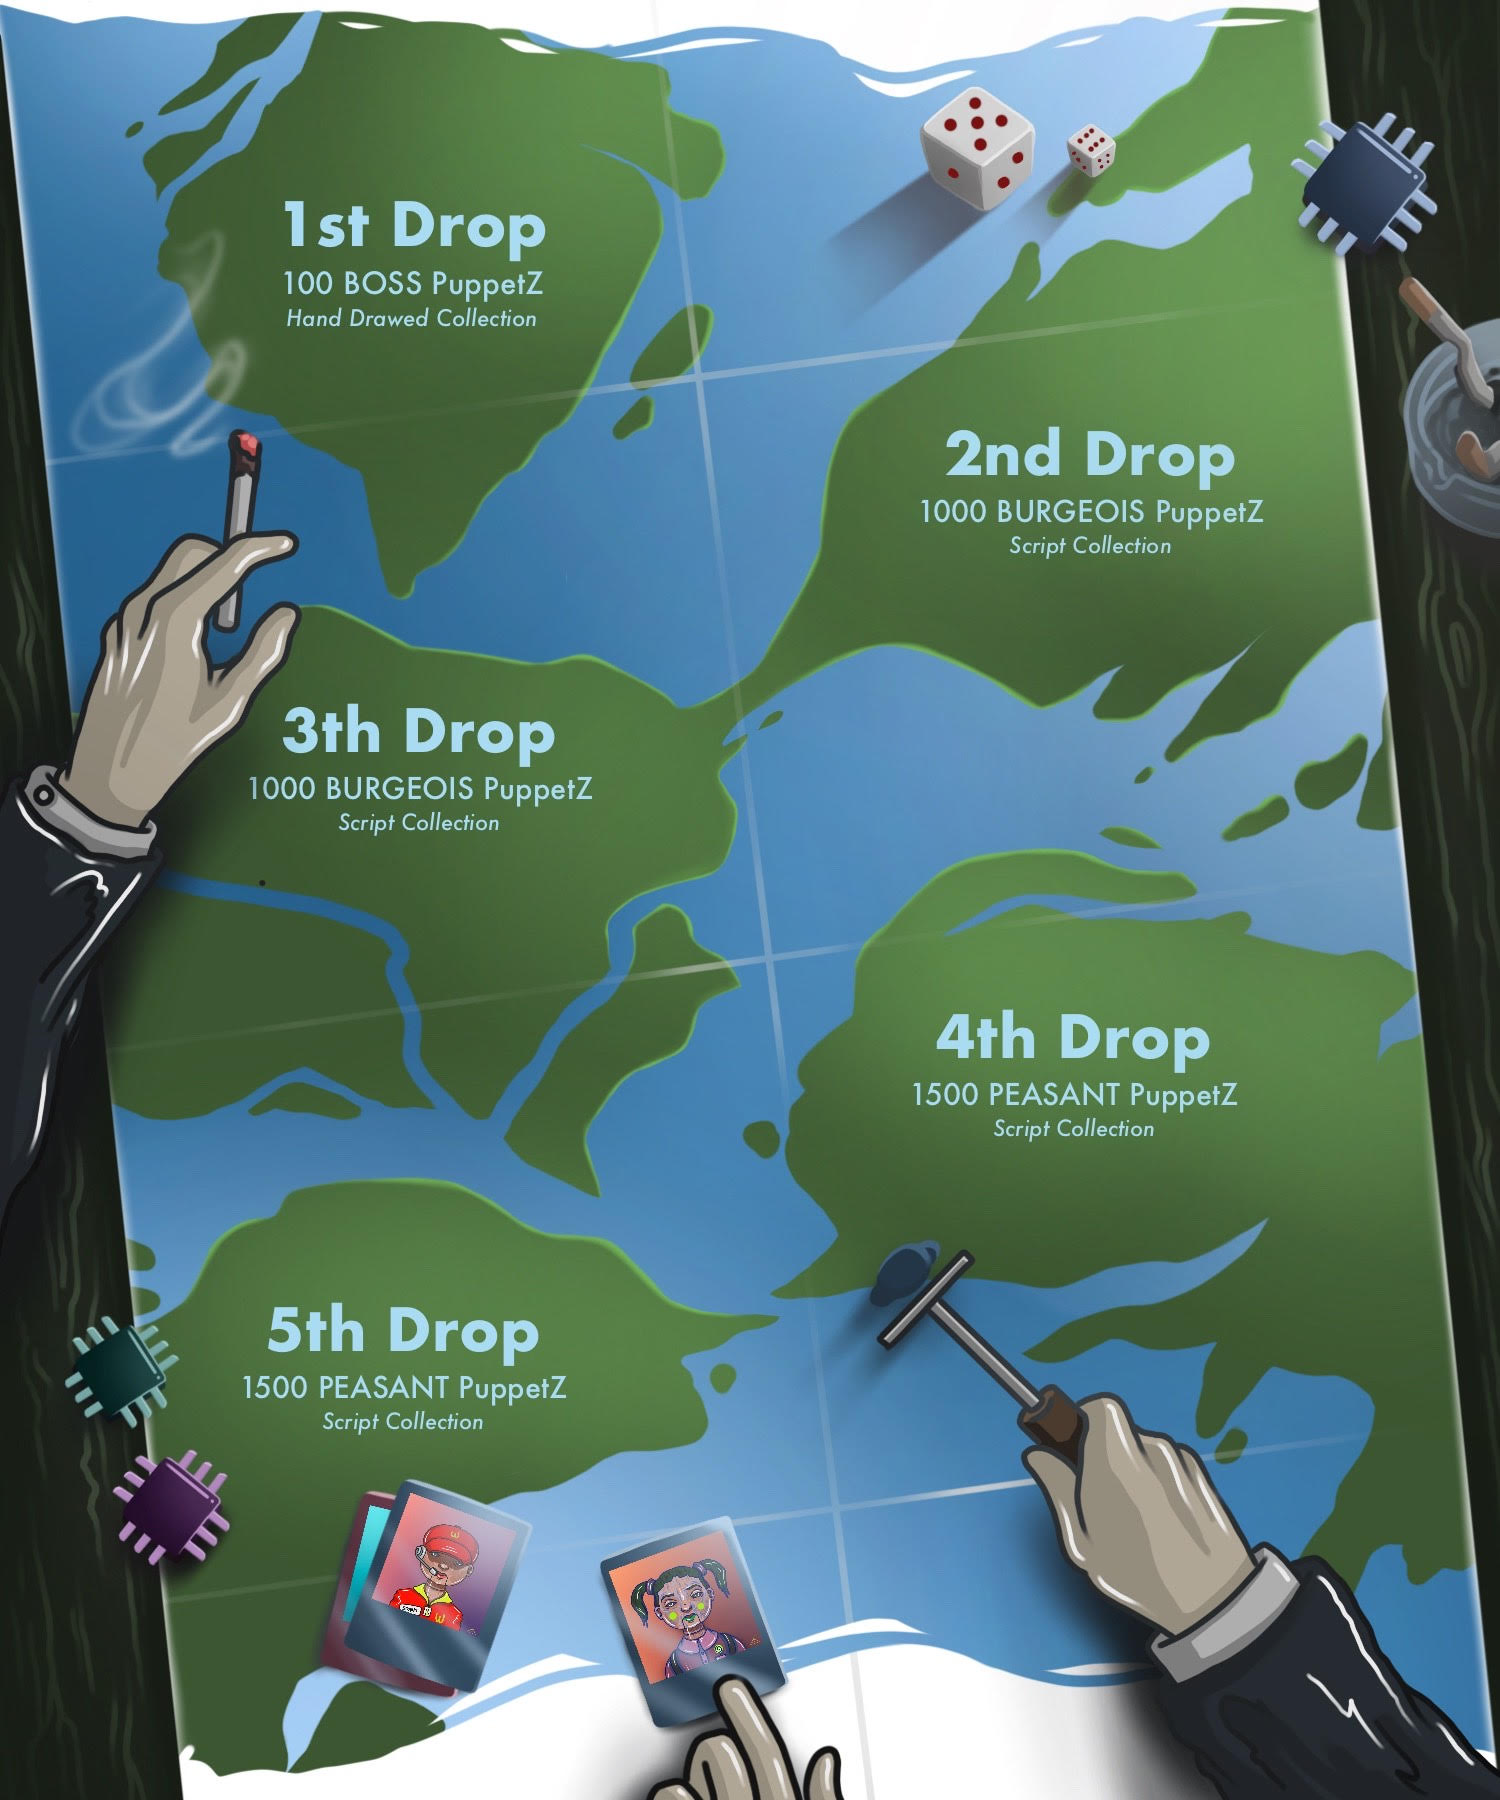 1st Drop
100 BOSS PuppetZ
Hand Drawed Collection
2nd Drop
1000 BURGEOIS PuppetZ
Script Collection
3th Drop
1000 BURGEOIS PuppetZ
Script Collection
4th Drop
1500 PEASANT PuppetZ
Script Collection
5th Drop
1500 PEASANT PuppetZ
Script Collection